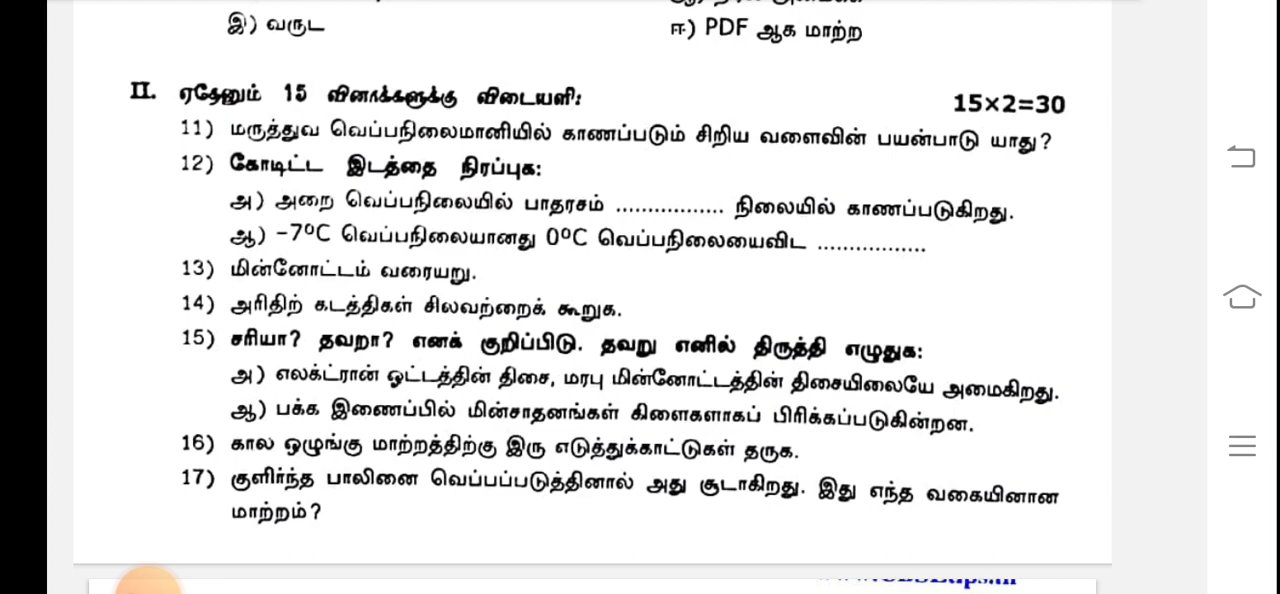 இ) வருட
ஈ) PDF ஆக மாற்ற
II. ஏதேனும் 15 வினாக்களுக்கு விடையளி:
15×2=30
11) மருத்துவ வெப்பநிலைமானியில் காணப்படும் சிறிய வளைவின் பயன்பாடு யாது?
12) கோடிட்ட இடத்தை நிரப்புக:
அ) அறை வெப்பநிலையில் பாதரசம் ................. நிலையில் காணப்படுகிறது.
ஆ) -7⁰C வெப்பநிலையானது 0⁰C வெப்பநிலையைவிட .................
13) மின்னோட்டம் வரையறு.
14) அரிதிற் கடத்திகள் சிலவற்றைக் கூறுக.
15) சரியா? தவறா? எனக் குறிப்பிடு. தவறு எனில் திருத்தி எழுதுக:
அ) எலக்ட்ரான் ஓட்டத்தின் திசை, மரபு மின்னோட்டத்தின் திசையிலையே அமைகிறது.
ஆ) பக்க இணைப்பில் மின்சாதனங்கள் கிளைகளாகப் பிரிக்கப்படுகின்றன.
16) கால ஒழுங்கு மாற்றத்திற்கு இரு எடுத்துக்காட்டுகள் தருக.
17) குளிர்ந்த பாலினை வெப்பப்படுத்தினால் அது சூடாகிறது. இது எந்த வகையினான
மாற்றம்?